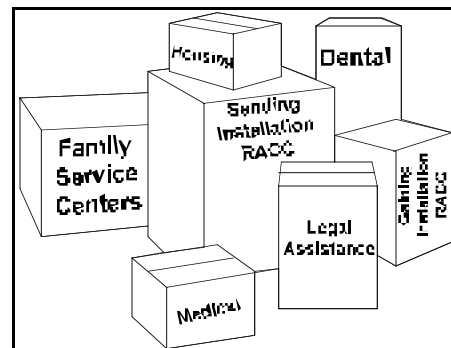 Housing
Dental
Sending
Installation
RACC
Family
Service
Centers
Gaining
Installation
RACC
Legal
Assistance
Medical